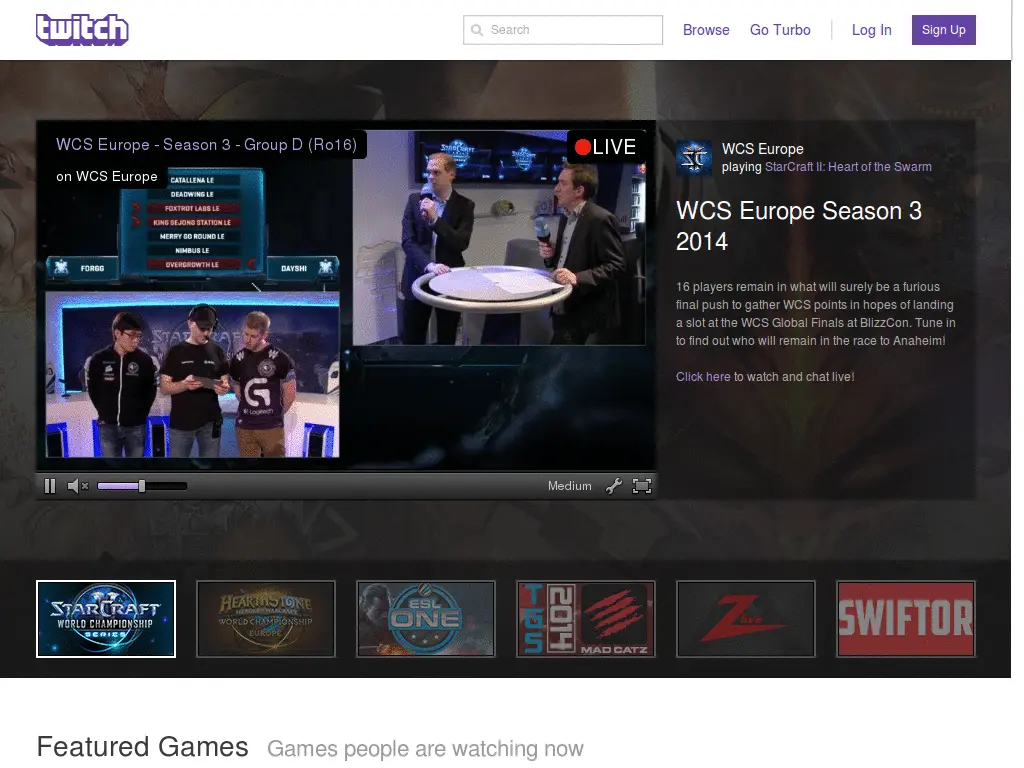 twitch
Search
Browse
Go Turbo
Log In
Sign Up
WCS Europe - Season 3 - Group D (Ro16)
on WCS Europe
LIVE
CATALLENA LE
DEADWING LE
FOXTROT LABS LE
KING SEJONG STATION LE
MERRY GO ROUND LE
NIMBUS LE
OVERGROWTH LE
FORGG
DAYSHI
STARCRAFT
G
Logitech
Medium
WCS Europe
playing StarCraft II: Heart of the Swarm
WCS Europe Season 3
2014
16 players remain in what will surely be a furious
final push to gather WCS points in hopes of landing
a slot at the WCS Global Finals at BlizzCon. Tune in
to find out who will remain in the race to Anaheim!
Click here to watch and chat live!
STARCRAFT
WORLD CHAMPIONSHIP
SERIES
HEARTHSTONE
HEROES OF WARCRAFT
WORLD CHAMPIONSHIP
EUROPE
ESL
ONE
TGS
2014
MAD CATZ
Z live
SWIFTOR
Featured Games
Games people are watching now